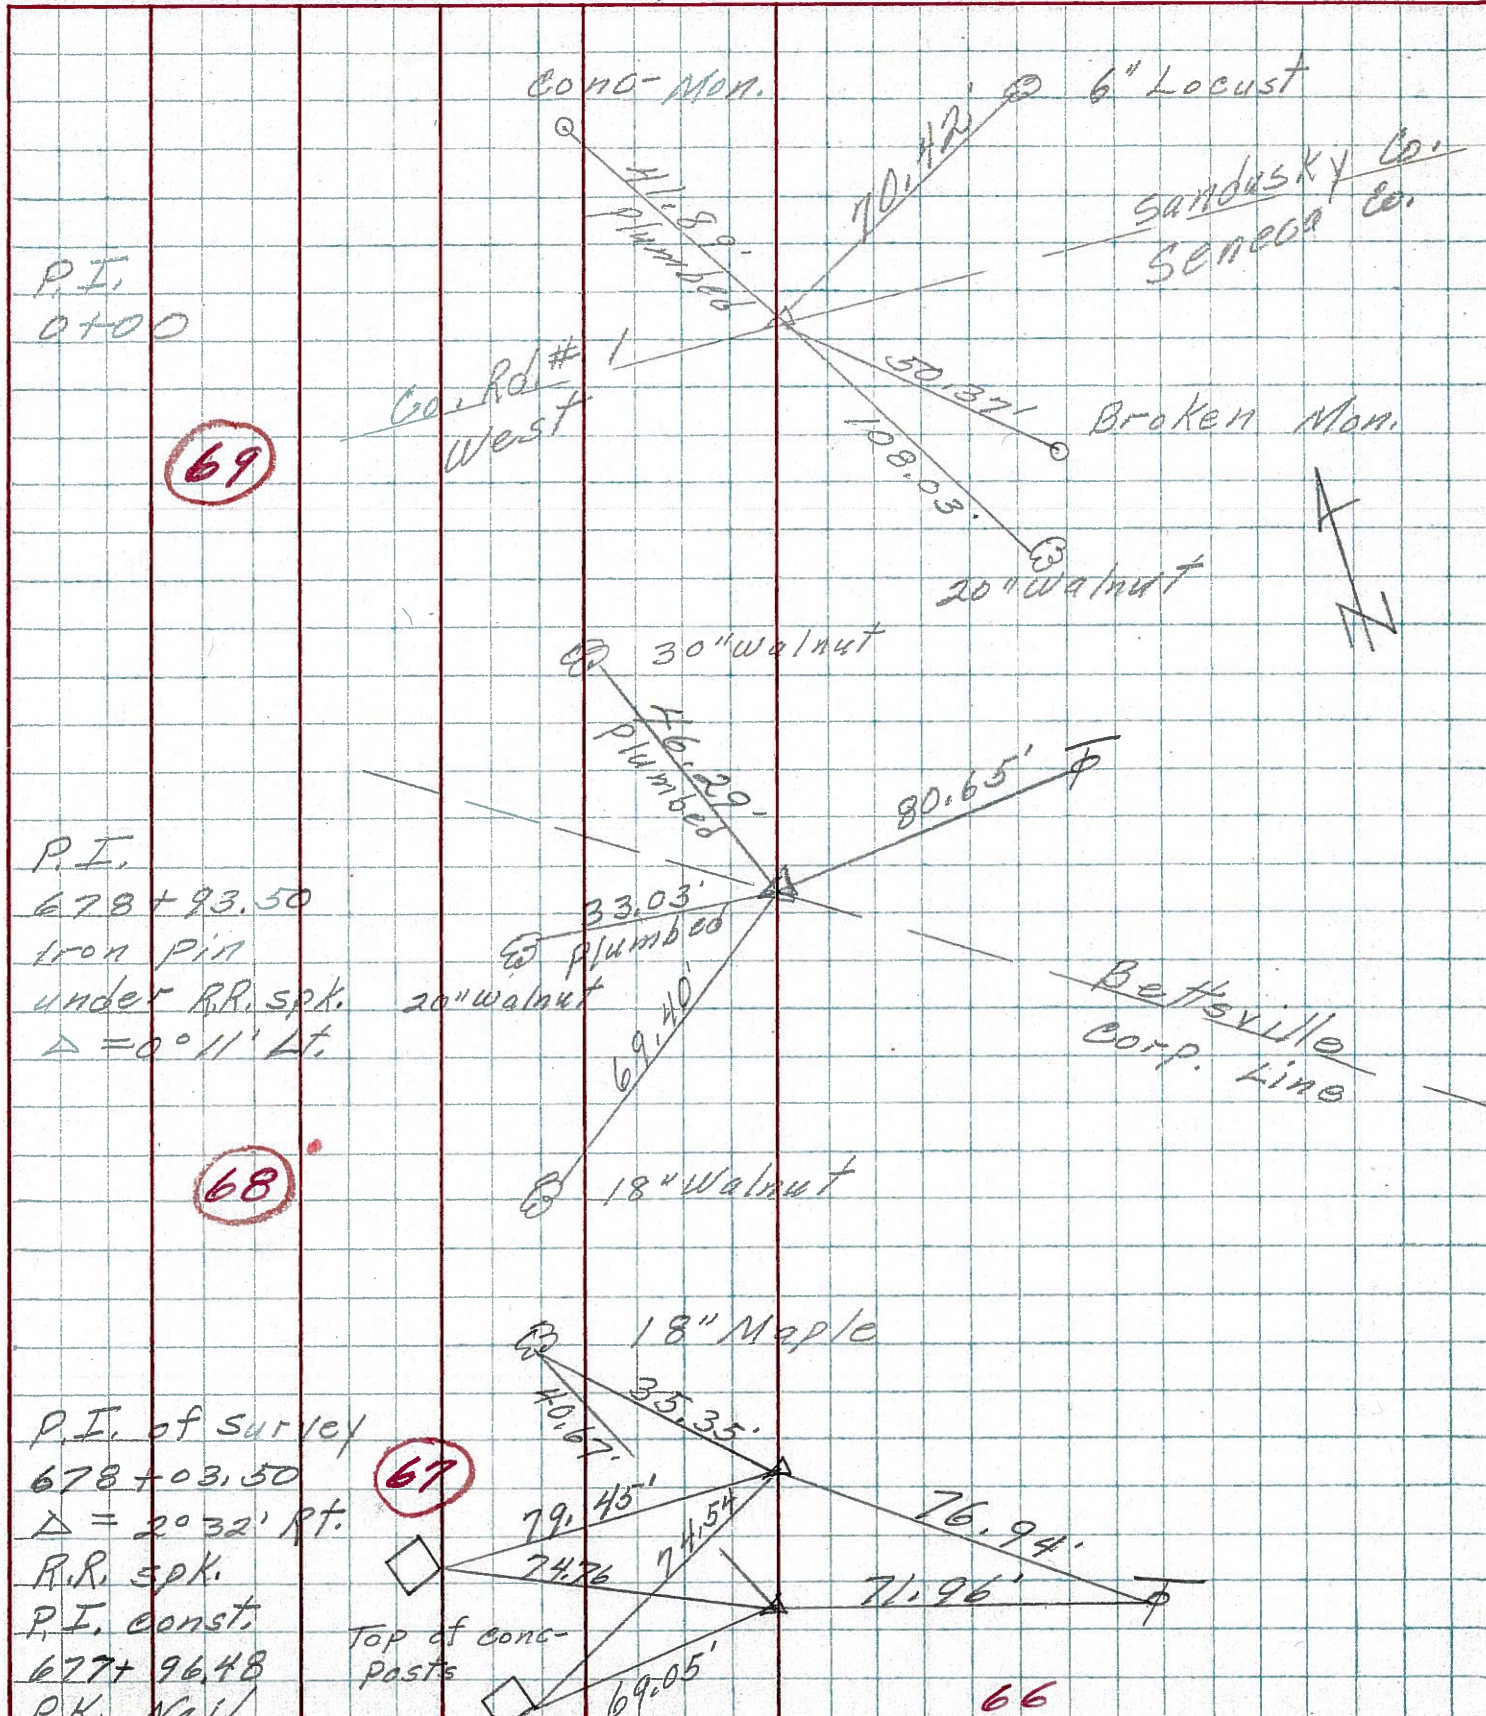 Conc-Mon.
6" Locust
41.89'
plumbed
70.42'
Sandusky Co.
Seneca Co.
P.I.
0+00
Co. Rd. # 1
West
50.37'
Broken Mon.
108.03'
69
20" Walnut
N
30" Walnut
46.29'
plumbed
80.65'
P.I.
678+93.50
Iron pin
under R.R. spk.
Δ = 0° 11' Lt.
33.03'
plumbed
20" Walnut
69.40'
Bettsville
Corp. Line
68
18" Walnut
18" Maple
35.35'
40.67'
P.I. of Survey
678+03.50
Δ = 2° 32' Rt.
R.R. spk.
P.I. const.
677+96.48
P.K. Nail
67
79.45'
74.54
74.76
76.94'
71.96'
Top of conc-
posts
69.05'
66